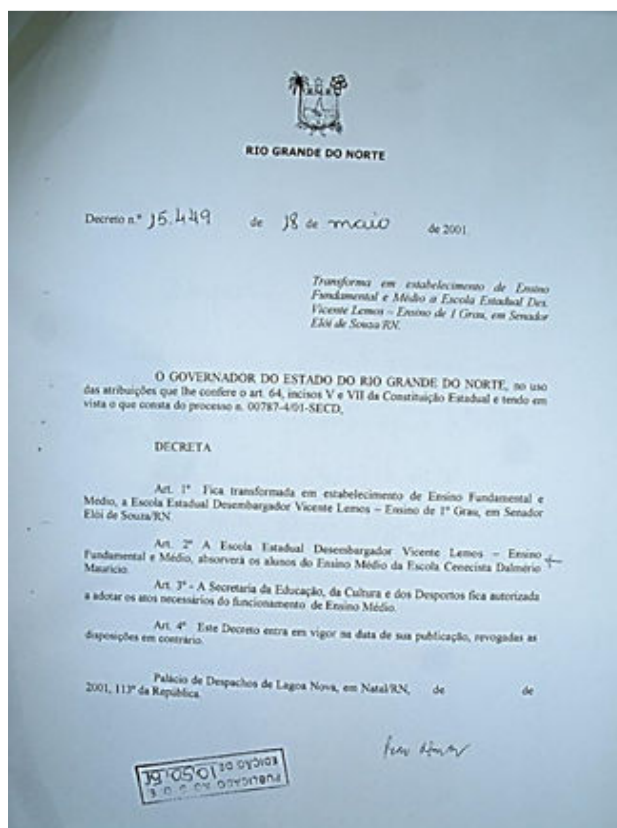 RIO GRANDE DO NORTE
Decreto n.º 15.449 de 18 de maio de 2001.
Transforma em estabelecimento de Ensino
Fundamental e Médio a Escola Estadual Des.
Vicente Lemos – Ensino de 1 Grau, em Senador
Elói de Souza/RN.
O GOVERNADOR DO ESTADO DO RIO GRANDE DO NORTE, no uso
das atribuições que lhe confere o art. 64, incisos V e VII da Constituição Estadual e tendo em
vista o que consta do processo n. 00787-4/01-SECD,
DECRETA
Art. 1º Fica transformada em estabelecimento de Ensino Fundamental e
Médio, a Escola Estadual Desembargador Vicente Lemos – Ensino de 1º Grau, em Senador
Elói de Souza/RN
Art. 2º A Escola Estadual Desembargador Vicente Lemos – Ensino
Fundamental e Médio, absorverá os alunos do Ensino Médio da Escola Cenecista Dalmério
Maurício.
Art. 3º - A Secretaria da Educação, da Cultura e dos Desportos fica autorizada
a adotar os atos necessários do funcionamento de Ensino Médio.
Art. 4º Este Decreto entra em vigor na data de sua publicação, revogadas as
disposições em contrário.
Palácio de Despachos de Lagoa Nova, em Natal/RN, de de
2001, 113º da República.
PUBLICADO NO D O E
EDIÇÃO DE